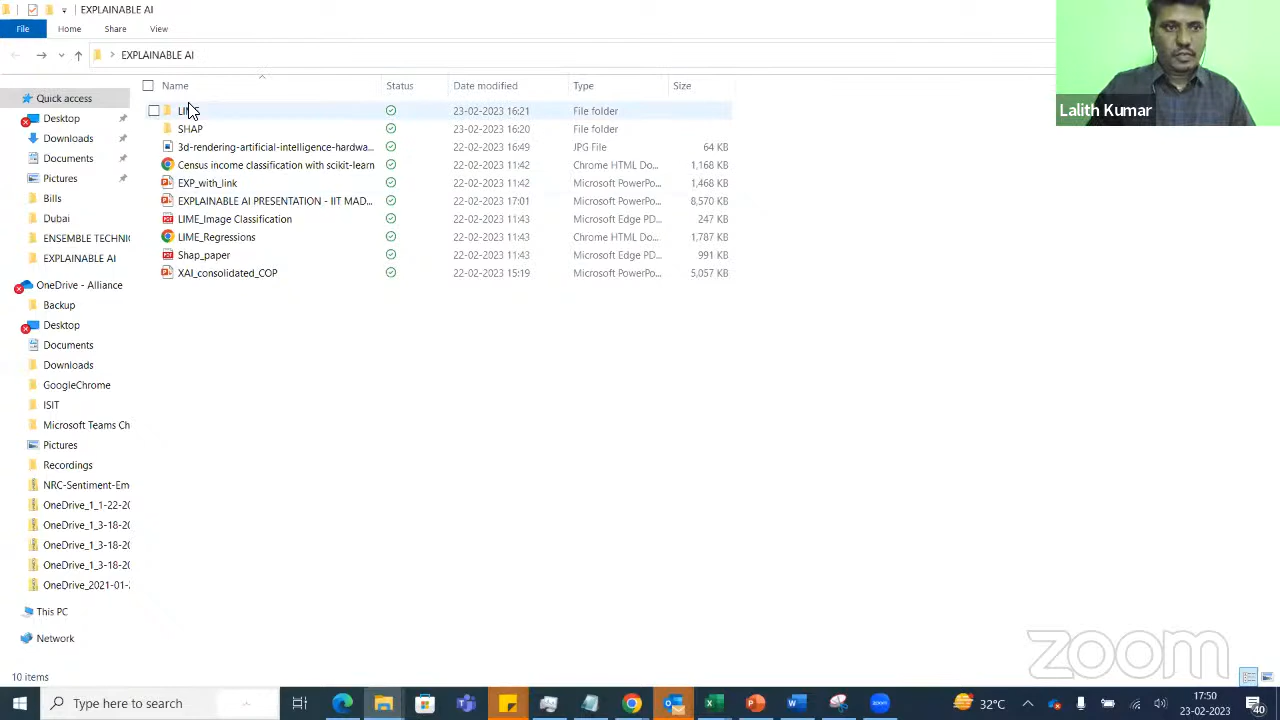 EXPLAINABLE AI
File
Home
Share
View
EXPLAINABLE AI
Lalith Kumar
Name
Status
Date modified
Type
Size
Quick access
Desktop
Downloads
Documents
Pictures
Bills
Dubai
ENSEMBLE TECHNIC
EXPLAINABLE AI
OneDrive - Alliance
Backup
Desktop
Documents
Downloads
GoogleChrome
ISIT
Microsoft Teams Ch
Pictures
Recordings
NRC-Sentiment-Em
OneDrive_1_1-22-20
OneDrive_1_3-18-20
OneDrive_1_3-18-20
OneDrive_1_3-18-20
OneDrive_2021-01-2
This PC
Network
LIME 23-02-2023 16:21 File folder
SHAP 23-02-2023 16:20 File folder
3d-rendering-artificial-intelligence-hardwa... 22-02-2023 16:49 JPG File 64 KB
Census income classification with scikit-learn 22-02-2023 11:42 Chrome HTML Do... 1,168 KB
EXP_with_link 22-02-2023 11:42 Microsoft PowerPo... 1,468 KB
EXPLAINABLE AI PRESENTATION - IIT MAD... 22-02-2023 17:01 Microsoft PowerPo... 8,570 KB
LIME_Image Classification 22-02-2023 11:43 Microsoft Edge PD... 247 KB
LIME_Regressions 22-02-2023 11:43 Chrome HTML Do... 1,787 KB
Shap_paper 22-02-2023 11:43 Microsoft Edge PD... 991 KB
XAI_consolidated_COP 22-02-2023 15:19 Microsoft PowerPo... 5,057 KB
zoom
10 items
Type here to search
zoom
32°C
17:50
23-02-2023
40